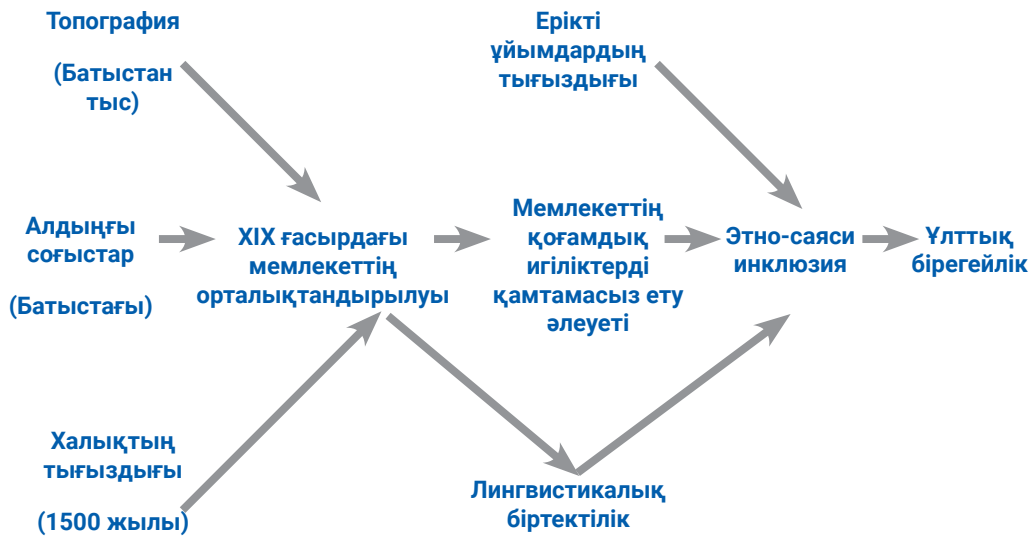 Топография
(Батыстан
тыс)
Ерікті
ұйымдардың
тығыздығы
Алдыңғы
соғыстар
(Батыстағы)
XIX ғасырдағы
мемлекеттің
орталықтандырылуы
Мемлекеттің
қоғамдық
игіліктерді
қамтамасыз ету
әлеуеті
Этно-саяси
инклюзия
Ұлттық
бірегейлік
Халықтың
тығыздығы
(1500 жылы)
Лингвистикалық
біртектілік